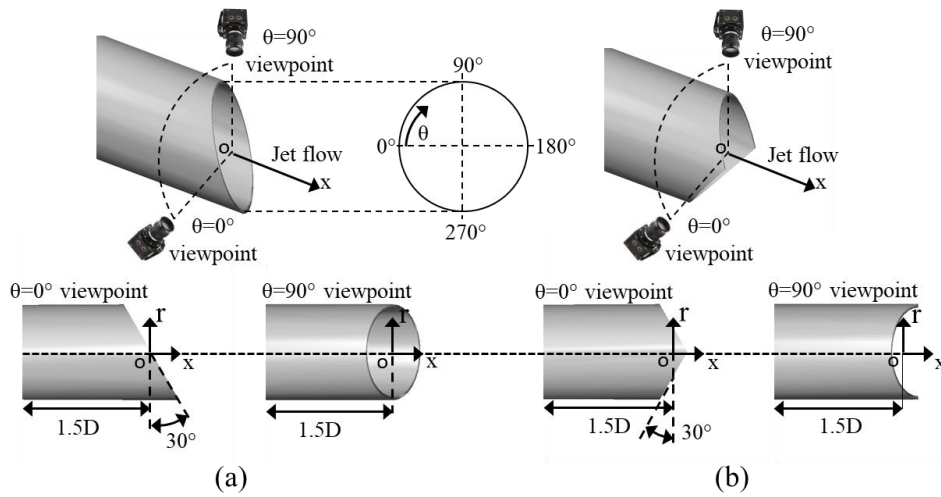 θ=90°
viewpoint
90°
θ
0°
180°
270°
O
Jet flow
x
θ=0°
viewpoint
θ=90°
viewpoint
O
Jet flow
x
θ=0°
viewpoint
θ=0° viewpoint
r
O
x
1.5D
30°
θ=90° viewpoint
r
O
x
1.5D
θ=0° viewpoint
r
O
x
1.5D
30°
θ=90° viewpoint
r
O
x
1.5D
(a)
(b)